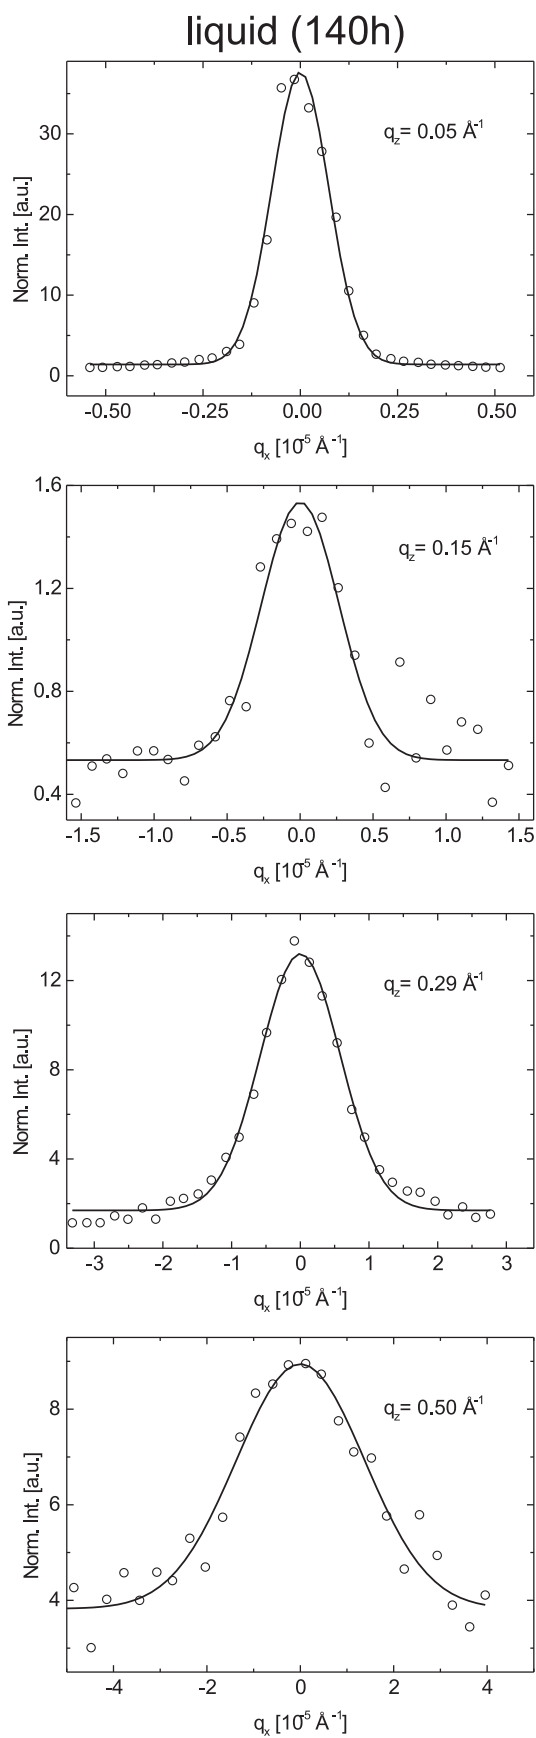 liquid (140h)
30
20
10
0
Norm. Int. [a.u.]
q_z= 0.05 Å⁻¹
-0.50 -0.25 0.00 0.25 0.50
q_x [10⁻⁵ Å⁻¹]
1.6
1.2
0.8
0.4
Norm. Int. [a.u.]
q_z= 0.15 Å⁻¹
-1.5 -1.0 -0.5 0.0 0.5 1.0 1.5
q_x [10⁻⁵ Å⁻¹]
12
8
4
0
Norm. Int. [a.u.]
q_z= 0.29 Å⁻¹
-3 -2 -1 0 1 2 3
q_x [10⁻⁵ Å⁻¹]
8
6
4
Norm. Int. [a.u.]
q_z= 0.50 Å⁻¹
-4 -2 0 2 4
q_x [10⁻⁵ Å⁻¹]